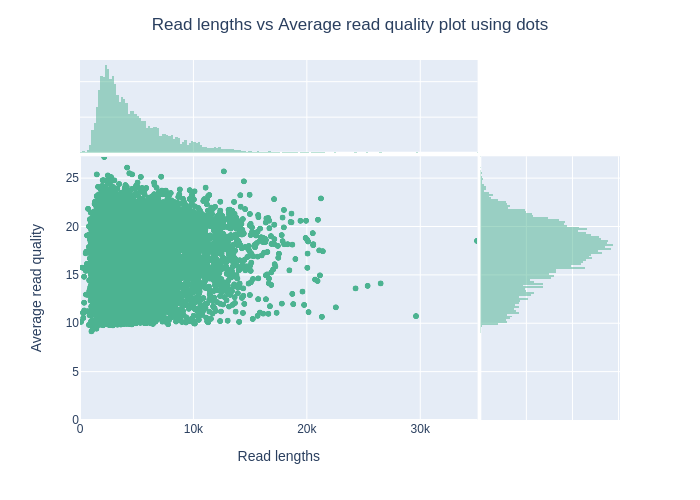 Read lengths vs Average read quality plot using dots
25
20
15
10
5
0
Average read quality
0
10k
20k
30k
Read lengths